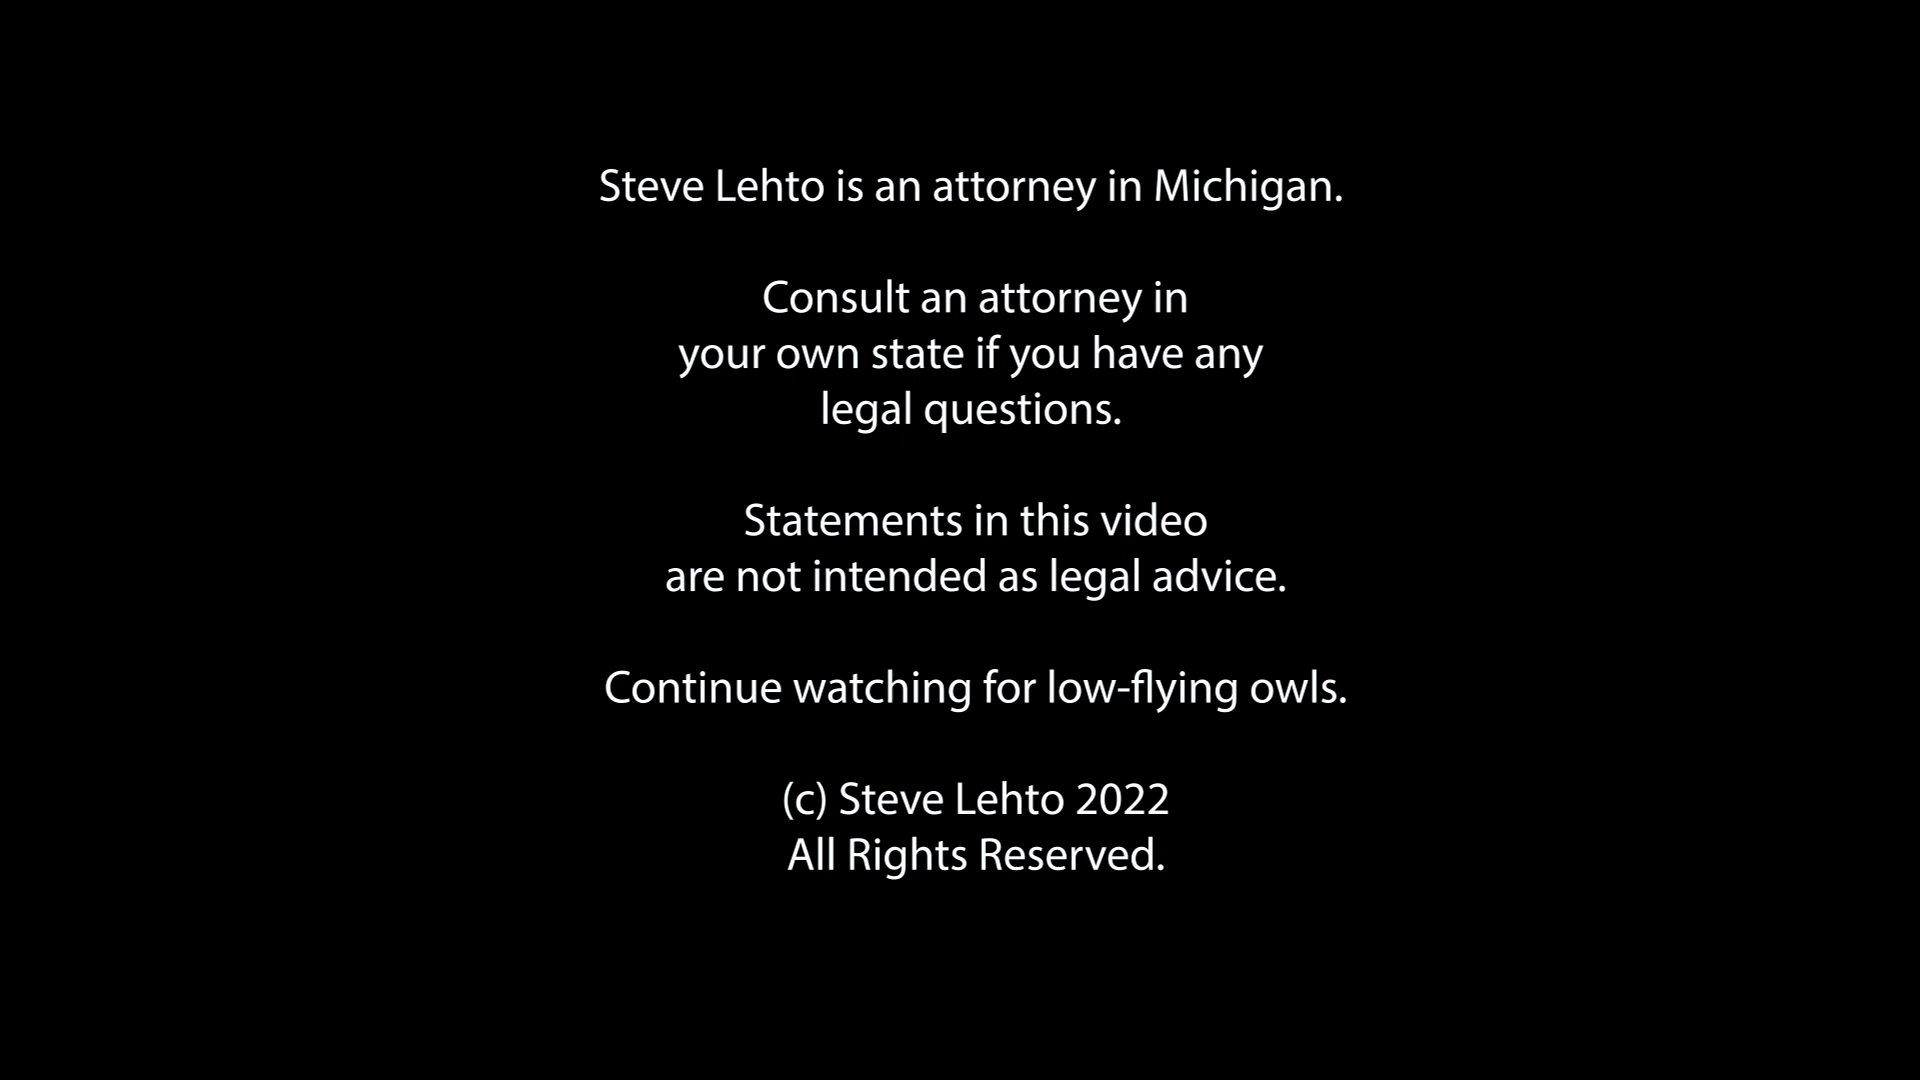 Steve Lehto is an attorney in Michigan.
Consult an attorney in
your own state if you have any
legal questions.
Statements in this video
are not intended as legal advice.
Continue watching for low-flying owls.
(c) Steve Lehto 2022
All Rights Reserved.